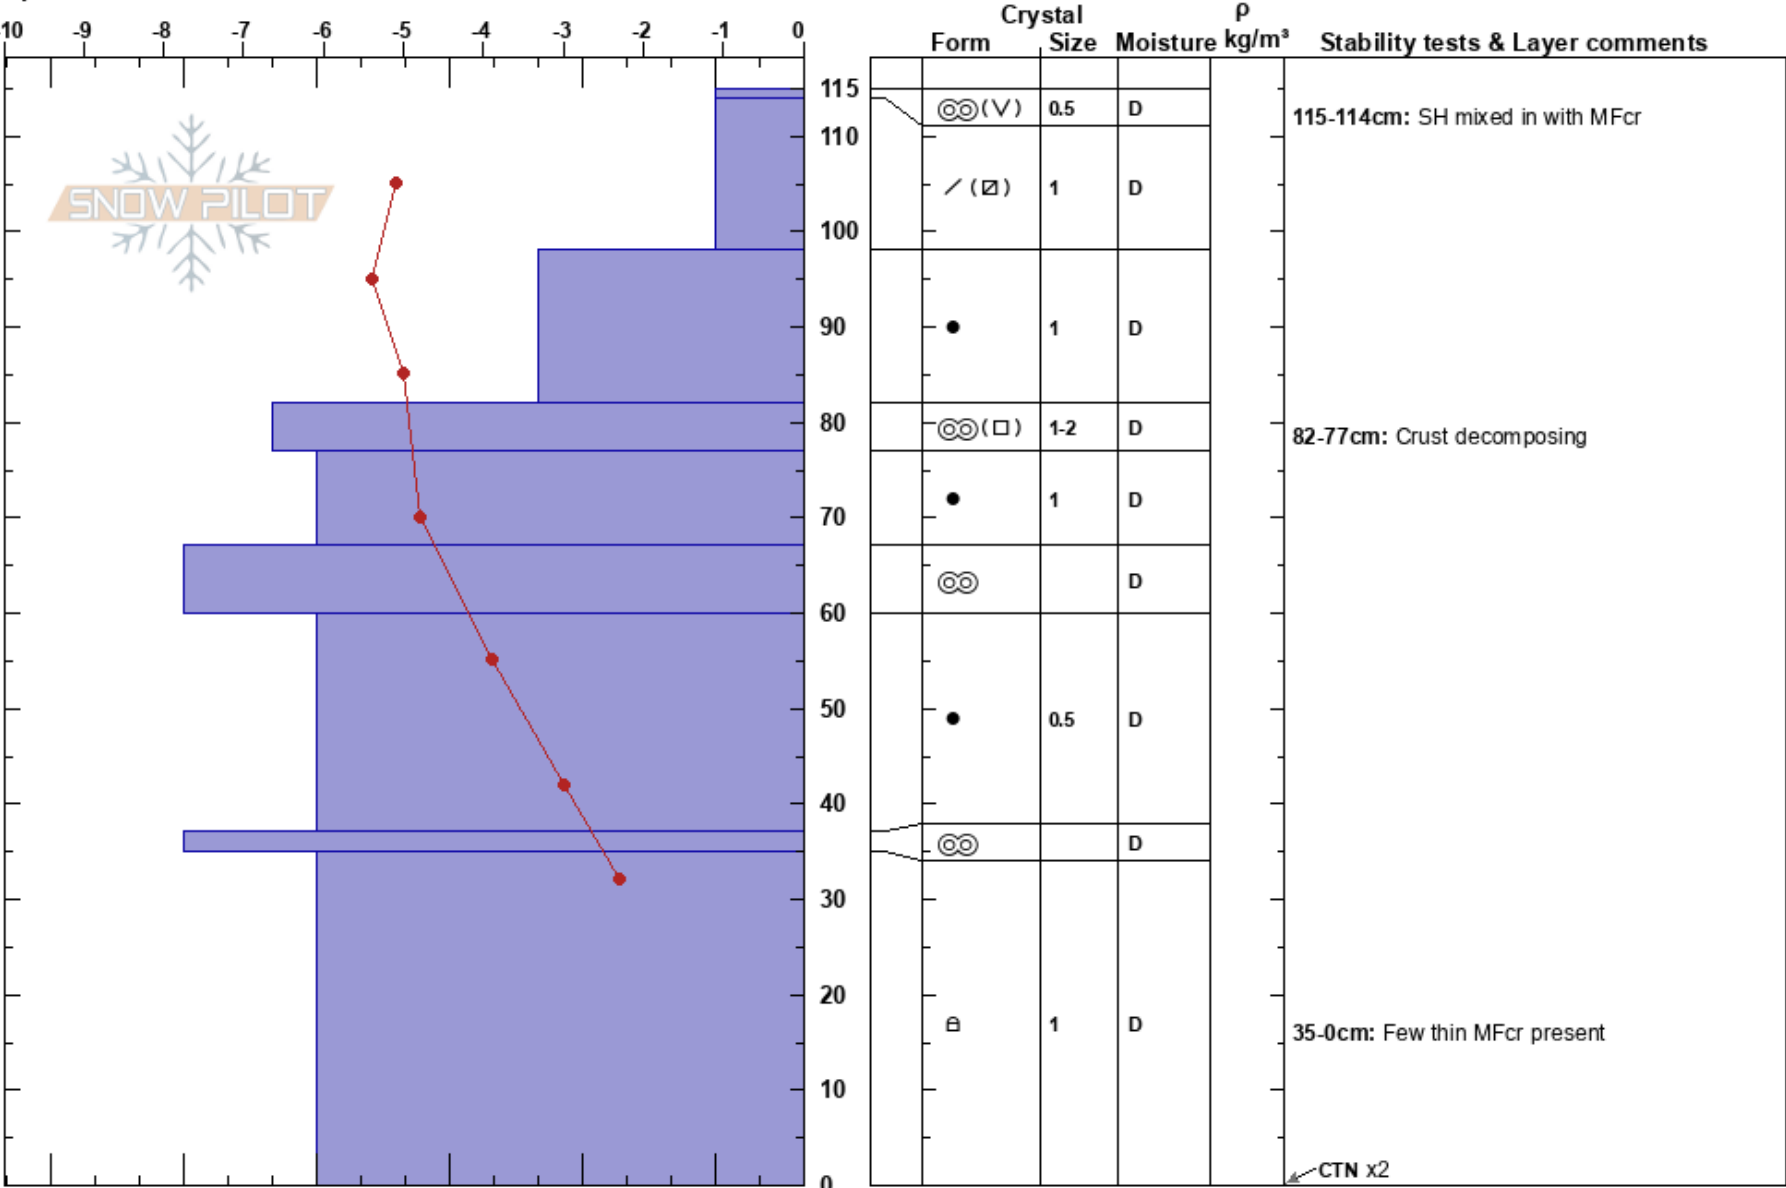 Crystal ρ
-10 -9 -8 -7 -6 -5 -4 -3 -2 -1 0 Form Size Moisture kg/m³ Stability tests & Layer comments
115
0.5 D 115-114cm: SH mixed in with MFcr
110
SNOW PILOT
1 D
100
90 1 D
80 1-2 D 82-77cm: Crust decomposing
1 D
70
D
60
50
0.5 D
40
D
30
20
1 D 35-0cm: Few thin MFcr present
10
CTN x2
0